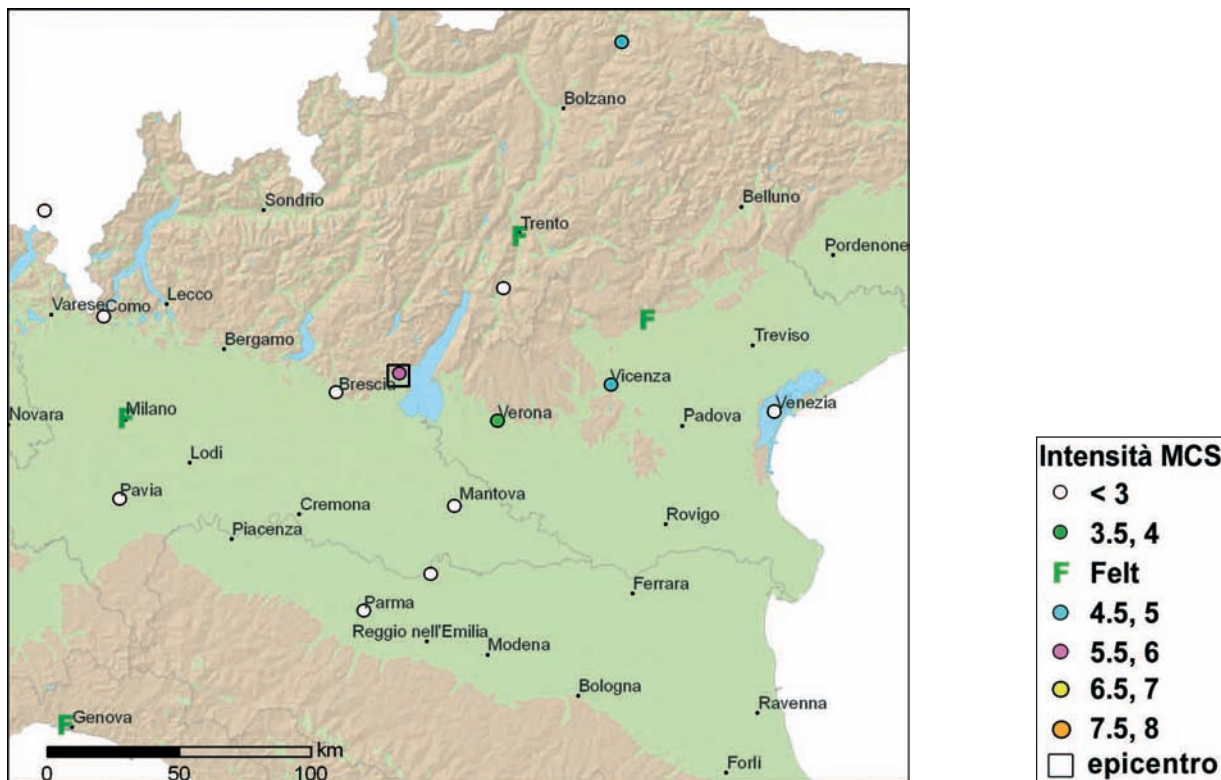 Bolzano
Sondrio
Belluno
Trento
F
Pordenone
Varese
Como
Lecco
F
Bergamo
Treviso
Brescia
Vicenza
Novara
F
Milano
Verona
Padova
Venezia
Lodi
Pavia
Cremona
Mantova
Rovigo
Piacenza
Ferrara
Parma
Reggio nell'Emilia
Modena
Bologna
Ravenna
F
Genova
km
0 50 100
Forlì
Intensità MCS
< 3
3.5, 4
F Felt
4.5, 5
5.5, 6
6.5, 7
7.5, 8
epicentro